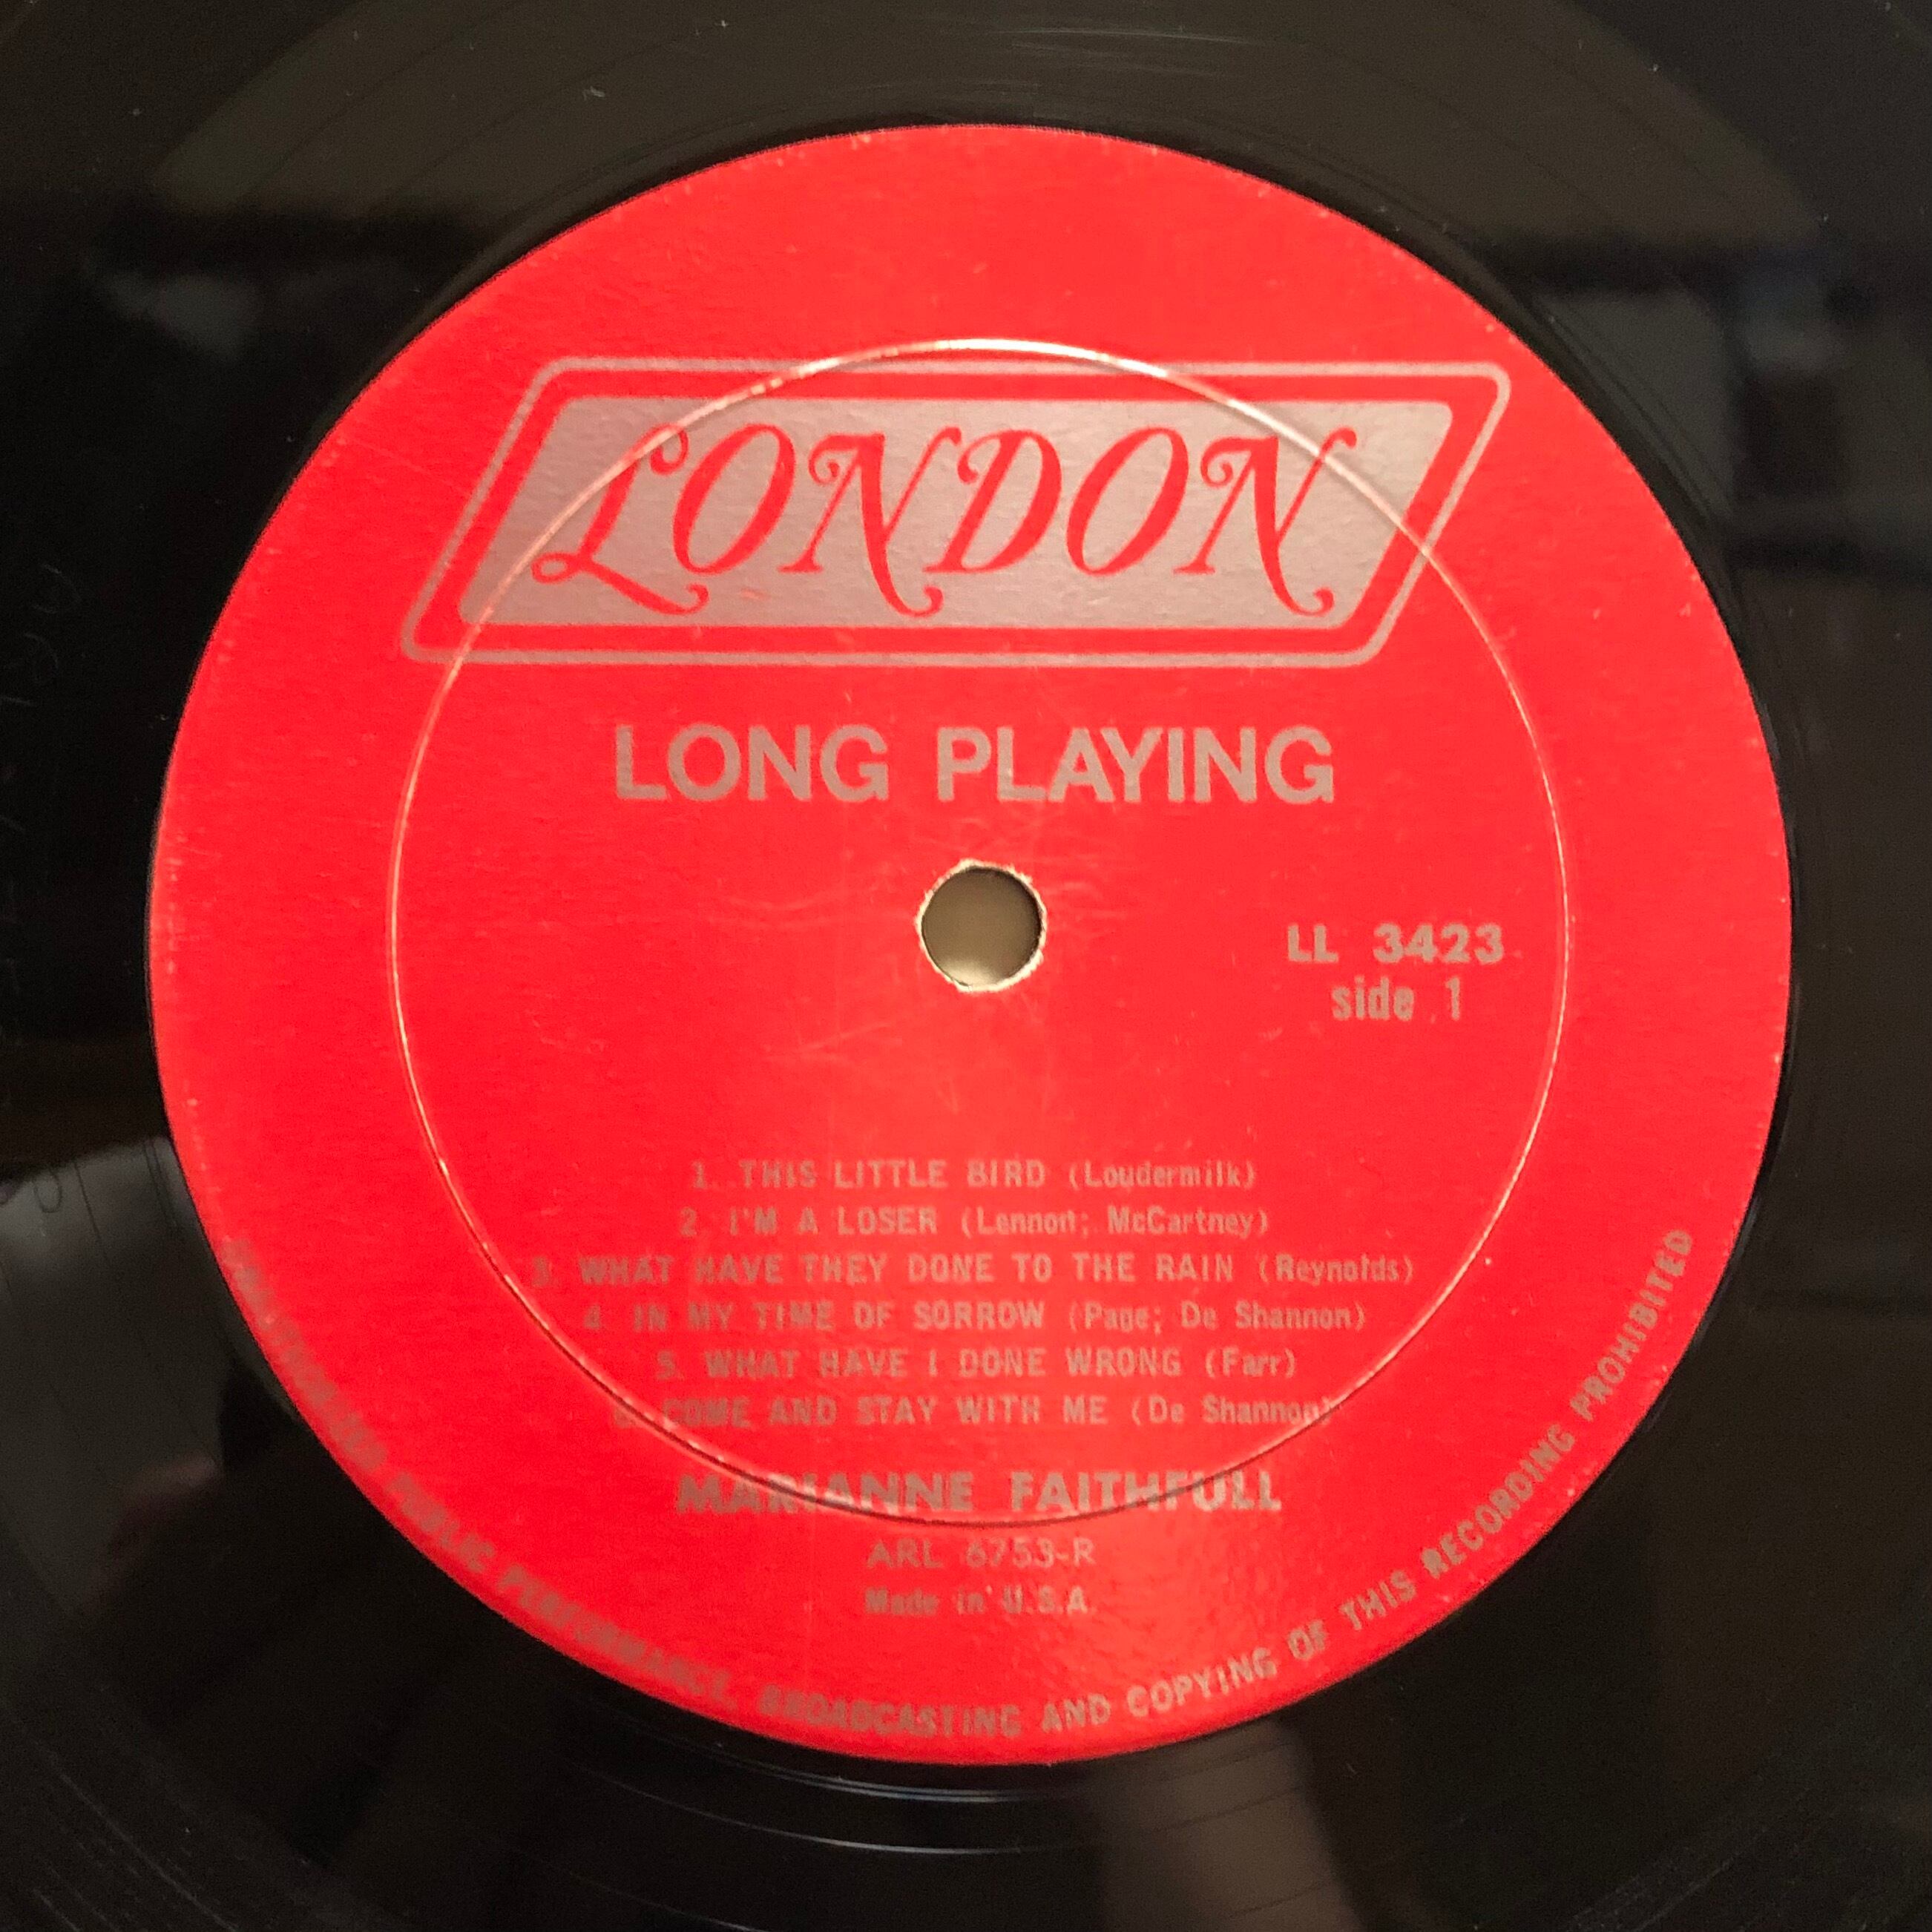 LONDON
LONG PLAYING
LL 3423
side 1
1. THIS LITTLE BIRD (Loudermilk)
2. I'M A LOSER (Lennon; McCartney)
3. WHAT HAVE THEY DONE TO THE RAIN (Reynolds)
4. IN MY TIME OF SORROW (Page; De Shannon)
5. WHAT HAVE I DONE WRONG (Farr)
6. COME AND STAY WITH ME (De Shannon)
MARIANNE FAITHFULL
ARL 6753-R
Made in U.S.A.
UNAUTHORIZED PUBLIC PERFORMANCE, BROADCASTING AND COPYING OF THIS RECORDING PROHIBITED